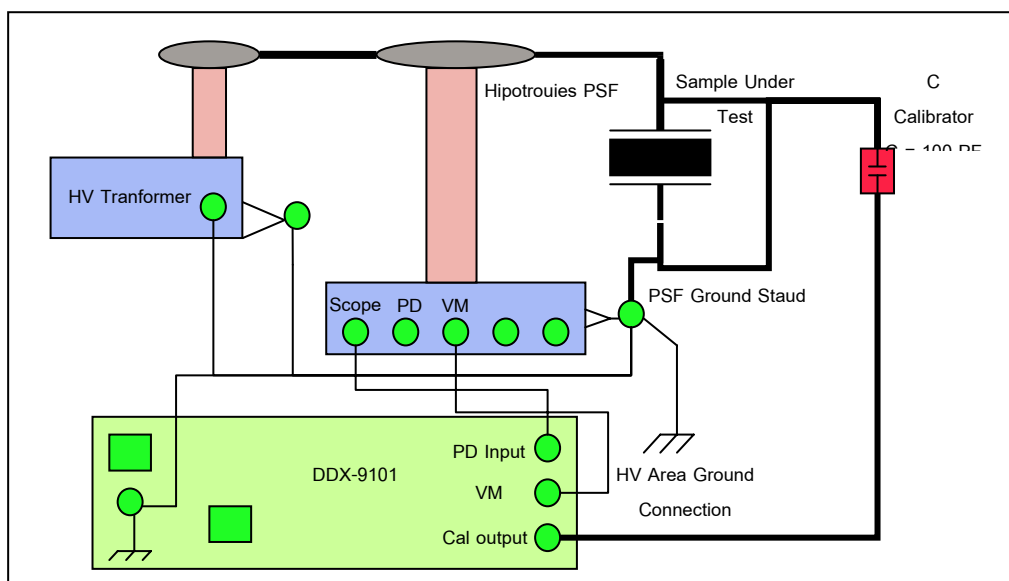 Hipotrouies PSF
Sample Under
Test
C
Calibrator
HV Tranformer
Scope
PD
VM
PSF Ground Staud
DDX-9101
PD Input
VM
Cal output
HV Area Ground
Connection